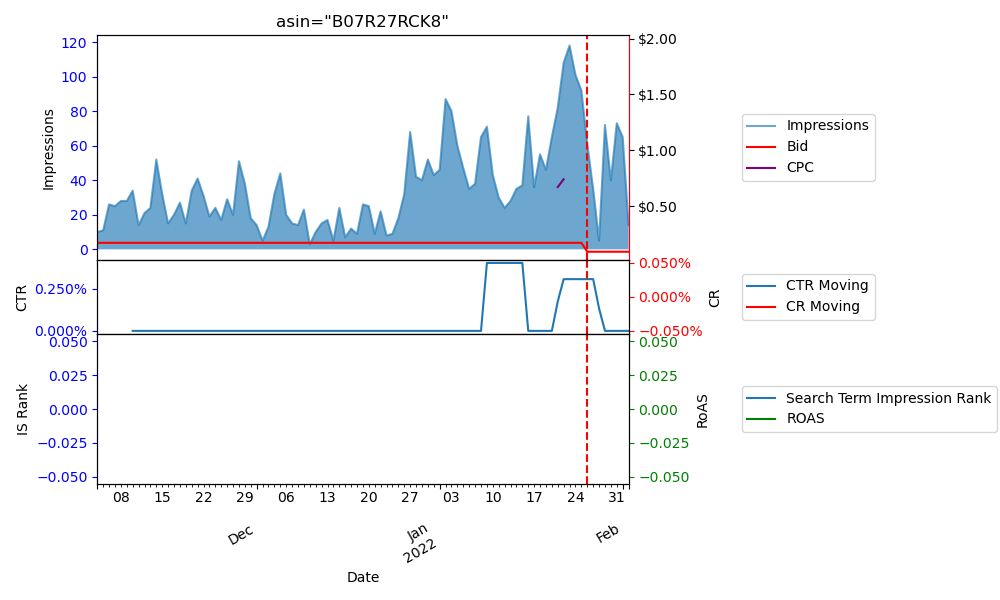 asin="B07R27RCK8"
120
100
80
60
40
20
0
Impressions
$2.00
$1.50
$1.00
$0.50
Impressions
Bid
CPC
0.250%
0.000%
CTR
0.050%
0.000%
−0.050%
CR
CTR Moving
CR Moving
0.050
0.025
0.000
−0.025
−0.050
IS Rank
0.050
0.025
0.000
−0.025
−0.050
RoAS
Search Term Impression Rank
ROAS
08 15 22 29 06 13 20 27 03 10 17 24 31
Dec
Jan
2022
Feb
Date